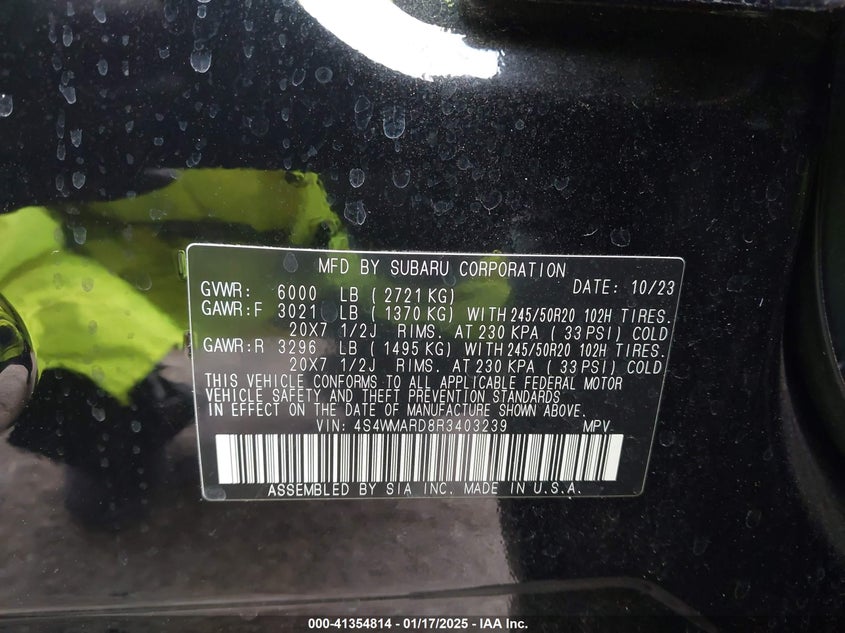 MFD BY SUBARU CORPORATION DATE: 10/23
GVWR: 6000 LB ( 2721 KG)
GAWR: F 3021 LB ( 1370 KG) WITH 245/50R20 102H TIRES.
20X7 1/2J RIMS. AT 230 KPA ( 33 PSI) COLD
GAWR: R 3296 LB ( 1495 KG) WITH 245/50R20 102H TIRES.
20X7 1/2J RIMS. AT 230 KPA ( 33 PSI) COLD
THIS VEHICLE CONFORMS TO ALL APPLICABLE FEDERAL MOTOR
VEHICLE SAFETY AND THEFT PREVENTION STANDARDS
IN EFFECT ON THE DATE OF MANUFACTURE SHOWN ABOVE.
VIN: 4S4WMARD8R3403239 MPV
ASSEMBLED BY SIA INC. MADE IN U.S.A.
000-41354814 - 01/17/2025 - IAA Inc.